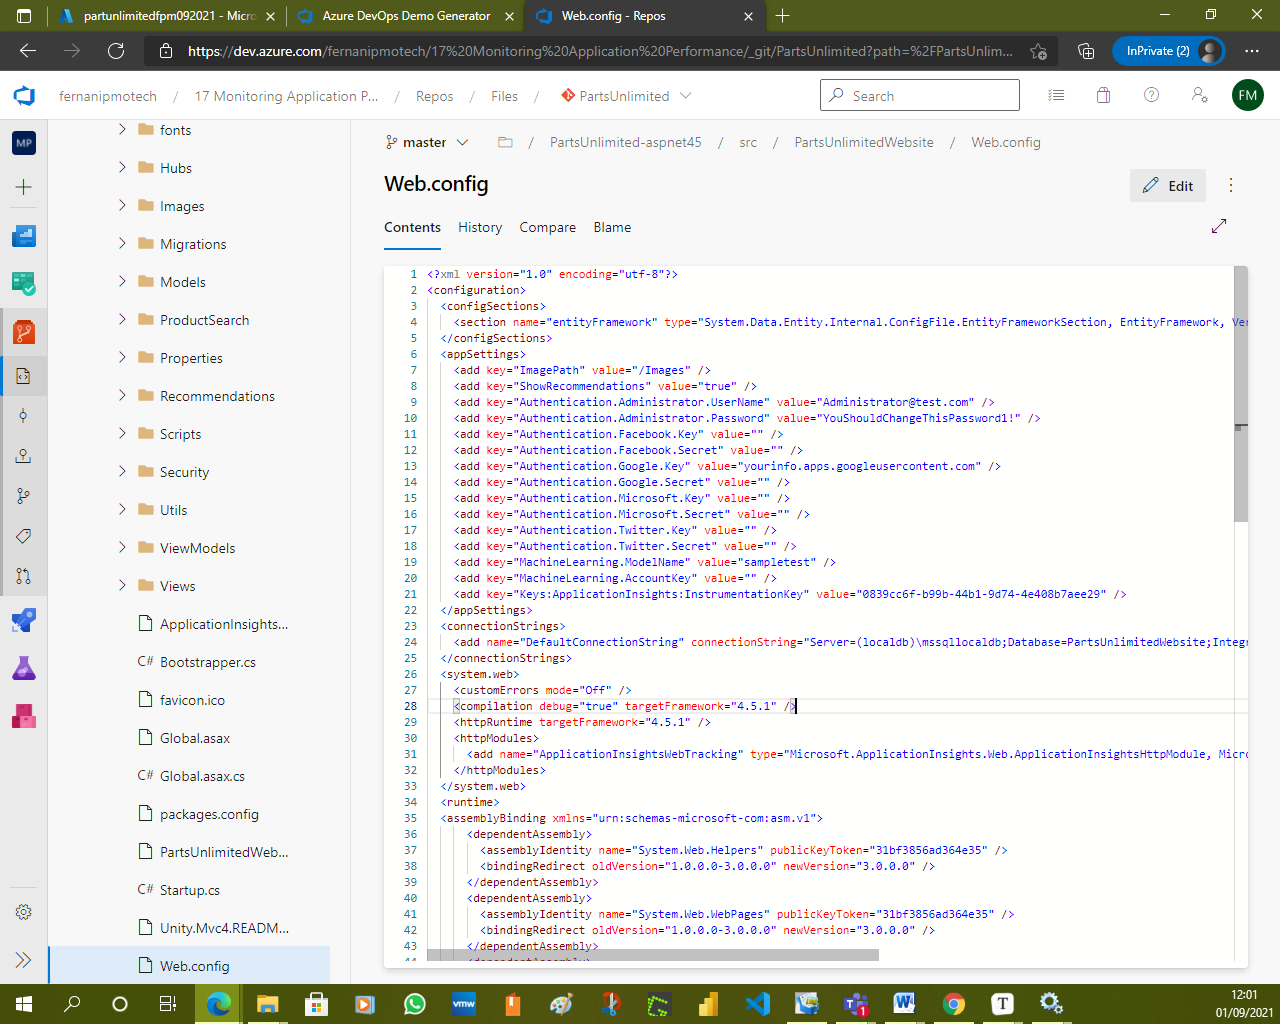 partunlimitedfpm092021 - Micro
Azure DevOps Demo Generator
Web.config - Repos
https://dev.azure.com/fernanipmotech/17%20Monitoring%20Application%20Performance/_git/PartsUnlimited?path=%2FPartsUnlim...
InPrivate (2)
fernanipmotech / 17 Monitoring Application P... / Repos / Files / PartsUnlimited
Search
FM
MP
fonts
Hubs
Images
Migrations
Models
ProductSearch
Properties
Recommendations
Scripts
Security
Utils
ViewModels
Views
ApplicationInsights...
C# Bootstrapper.cs
favicon.ico
Global.asax
C# Global.asax.cs
packages.config
PartsUnlimitedWeb...
C# Startup.cs
Unity.Mvc4.READM...
Web.config
master / PartsUnlimited-aspnet45 / src / PartsUnlimitedWebsite / Web.config
Web.config
Edit
Contents History Compare Blame
1 <?xml version="1.0" encoding="utf-8"?>
2 <configuration>
3 <configSections>
4 <section name="entityFramework" type="System.Data.Entity.Internal.ConfigFile.EntityFrameworkSection, EntityFramework, Ver
5 </configSections>
6 <appSettings>
7 <add key="ImagePath" value="/Images" />
8 <add key="ShowRecommendations" value="true" />
9 <add key="Authentication.Administrator.UserName" value="Administrator@test.com" />
10 <add key="Authentication.Administrator.Password" value="YouShouldChangeThisPassword1!" />
11 <add key="Authentication.Facebook.Key" value="" />
12 <add key="Authentication.Facebook.Secret" value="" />
13 <add key="Authentication.Google.Key" value="yourinfo.apps.googleusercontent.com" />
14 <add key="Authentication.Google.Secret" value="" />
15 <add key="Authentication.Microsoft.Key" value="" />
16 <add key="Authentication.Microsoft.Secret" value="" />
17 <add key="Authentication.Twitter.Key" value="" />
18 <add key="Authentication.Twitter.Secret" value="" />
19 <add key="MachineLearning.ModelName" value="sampletest" />
20 <add key="MachineLearning.AccountKey" value="" />
21 <add key="Keys:ApplicationInsights:InstrumentationKey" value="0839cc6f-b99b-44b1-9d74-4e408b7aee29" />
22 </appSettings>
23 <connectionStrings>
24 <add name="DefaultConnectionString" connectionString="Server=(localdb)\mssqllocaldb;Database=PartsUnlimitedWebsite;Integr
25 </connectionStrings>
26 <system.web>
27 <customErrors mode="Off" />
28 <compilation debug="true" targetFramework="4.5.1" />
29 <httpRuntime targetFramework="4.5.1" />
30 <httpModules>
31 <add name="ApplicationInsightsWebTracking" type="Microsoft.ApplicationInsights.Web.ApplicationInsightsHttpModule, Micro
32 </httpModules>
33 </system.web>
34 <runtime>
35 <assemblyBinding xmlns="urn:schemas-microsoft-com:asm.v1">
36 <dependentAssembly>
37 <assemblyIdentity name="System.Web.Helpers" publicKeyToken="31bf3856ad364e35" />
38 <bindingRedirect oldVersion="1.0.0.0-3.0.0.0" newVersion="3.0.0.0" />
39 </dependentAssembly>
40 <dependentAssembly>
41 <assemblyIdentity name="System.Web.WebPages" publicKeyToken="31bf3856ad364e35" />
42 <bindingRedirect oldVersion="1.0.0.0-3.0.0.0" newVersion="3.0.0.0" />
43 </dependentAssembly>
vmw
1
T
12:01
01/09/2021